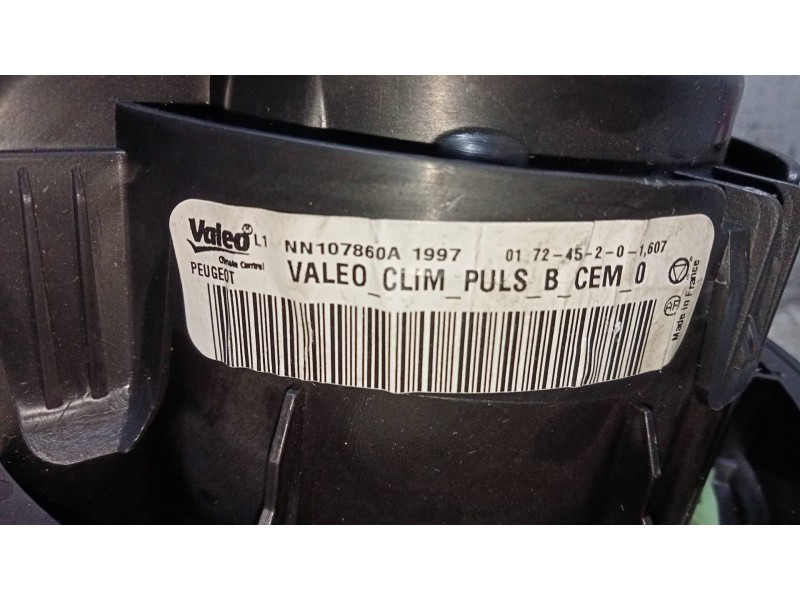 Valeo L1 NN107860A 1997 01 72-45-2-0-1,607
Climate Control
PEUGEOT VALEO_CLIM_PULS_B_CEM_0
Made in France